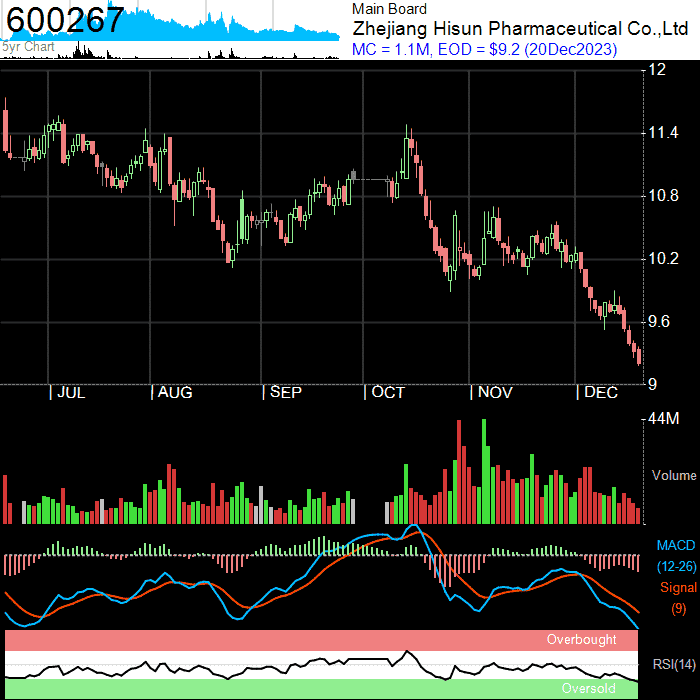 600267
5yr Chart
Main Board
Zhejiang Hisun Pharmaceutical Co.,Ltd
MC = 1.1M, EOD = $9.2 (20Dec2023)
12
11.4
10.8
10.2
9.6
9
| JUL | AUG | SEP | OCT | NOV | DEC
44M
Volume
MACD
(12-26)
Signal
(9)
Overbought
RSI(14)
Oversold